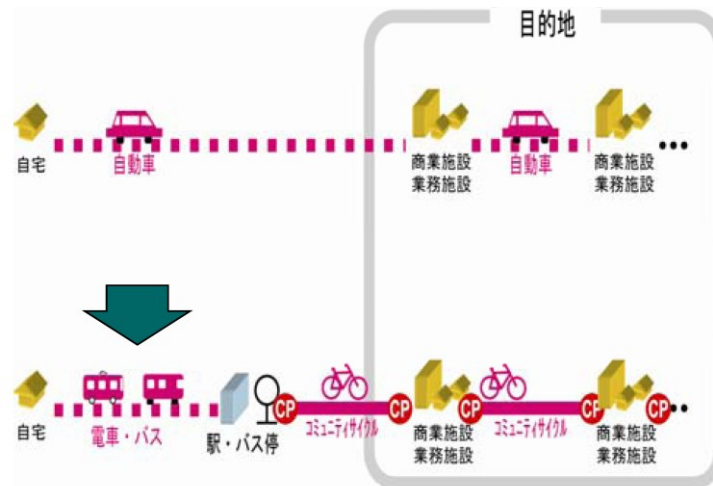 目的地
自宅
自動車
商業施設
業務施設
自動車
商業施設
業務施設
•••
自宅
電車・バス
駅・バス停
CP
コミュニティサイクル
CP
商業施設
業務施設
CP
コミュニティサイクル
CP
商業施設
業務施設
CP
••